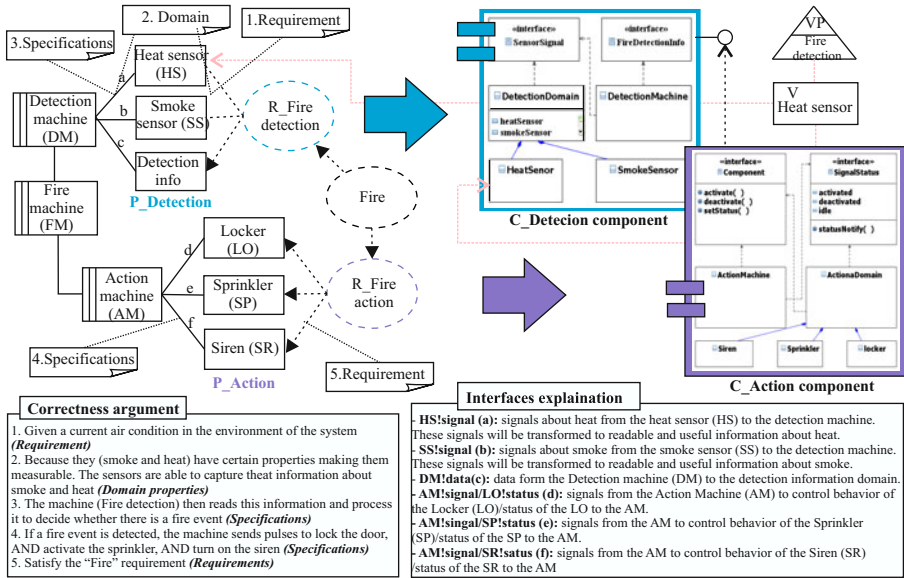 2. Domain
1.Requirement
3.Specifications
Heat sensor
(HS)
a
Detection
machine
(DM)
b
Smoke
sensor (SS)
c
Detection
info
R_Fire
detection
P_Detection
Fire
machine
(FM)
Fire
Action
machine
(AM)
d
Locker
(LO)
e
Sprinkler
(SP)
f
Siren (SR)
R_Fire
action
4.Specifications
P_Action
5.Requirement
«interface»
SensorSignal
«interface»
FireDetectionInfo
DetectionDomain
heatSensor
smokeSensor
DetectionMachine
HeatSenor
SmokeSensor
C_Detecion component
VP
Fire
detection
V
Heat sensor
«interface»
Component
activate( )
deactivate( )
setStatus( )
«interface»
SignalStatus
activated
deactivated
idle
statusNotify( )
ActionMachine
ActionaDomain
Siren
Sprinkler
locker
C_Action component
Correctness argument
1. Given a current air condition in the environment of the system
(Requirement)
2. Because they (smoke and heat) have certain properties making them
measurable. The sensors are able to capture theat information about
smoke and heat (Domain properties)
3. The machine (Fire detection) then reads this information and process
it to decide whether there is a fire event (Specifications)
4. If a fire event is detected, the machine sends pulses to lock the door,
AND activate the sprinkler, AND turn on the siren (Specifications)
5. Satisfy the “Fire” requirement (Requirements)
Interfaces explaination
- HS!signal (a): signals about heat from the heat sensor (HS) to the detection machine.
These signals will be transformed to readable and useful information about heat.
- SS!signal (b): signals about smoke from the smoke sensor (SS) to the detection machine.
These signals will be transformed to readable and useful information about smoke.
- DM!data(c): data form the Detection machine (DM) to the detection information domain.
- AM!signal/LO!status (d): signals from the Action Machine (AM) to control behavior of
the Locker (LO)/status of the LO to the AM.
- AM!singal/SP!status (e): signals from the AM to control behavior of the Sprinkler
(SP)/status of the SP to the AM.
- AM!signal/SR!satus (f): signals from the AM to control behavior of the Siren (SR)
/status of the SR to the AM